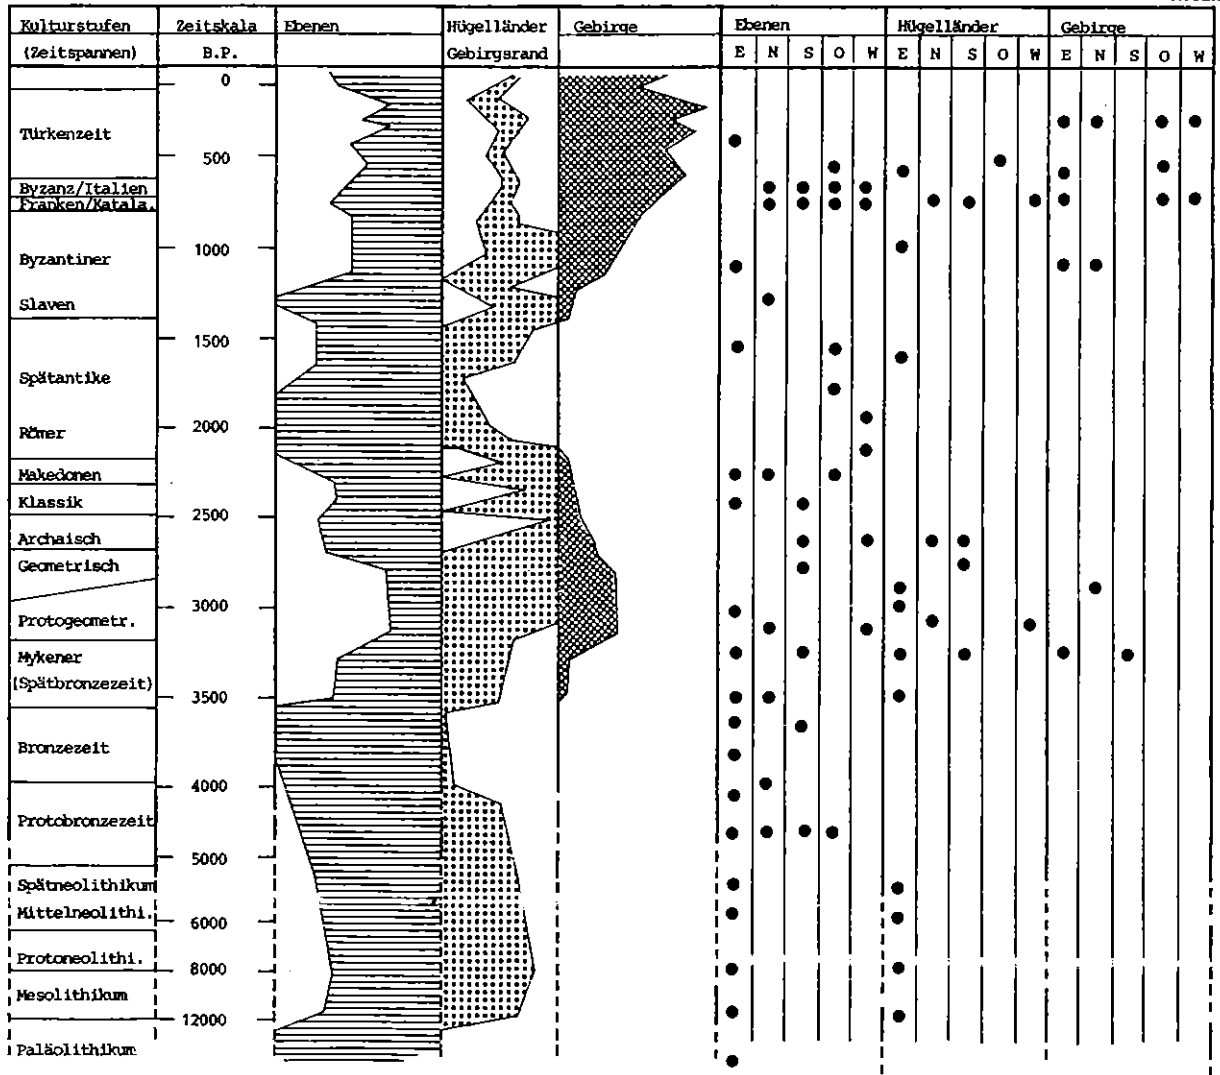 Kulturstufen Zeitskala Ebenen Hügelländer Gebirge Ebenen Hügelländer Gebirge
(Zeitspannen) B.P. Gebirgsrand E N S O W E N S O W E N S O W
0
Türkenzeit
500
Byzanz/Italien
Franken/Katala.
1000
Byzantiner
Slaven
1500
Spätantike
2000
Römer
Makedonen
Klassik
2500
Archaisch
Geometrisch
3000
Protogeometr.
Mykener
(Spätbronzezeit)
3500
Bronzezeit
4000
Protobronzezeit
5000
Spätneolithikum
Mittelneolithi.
6000
Protoneolithi.
8000
Mesolithikum
12000
Paläolithikum